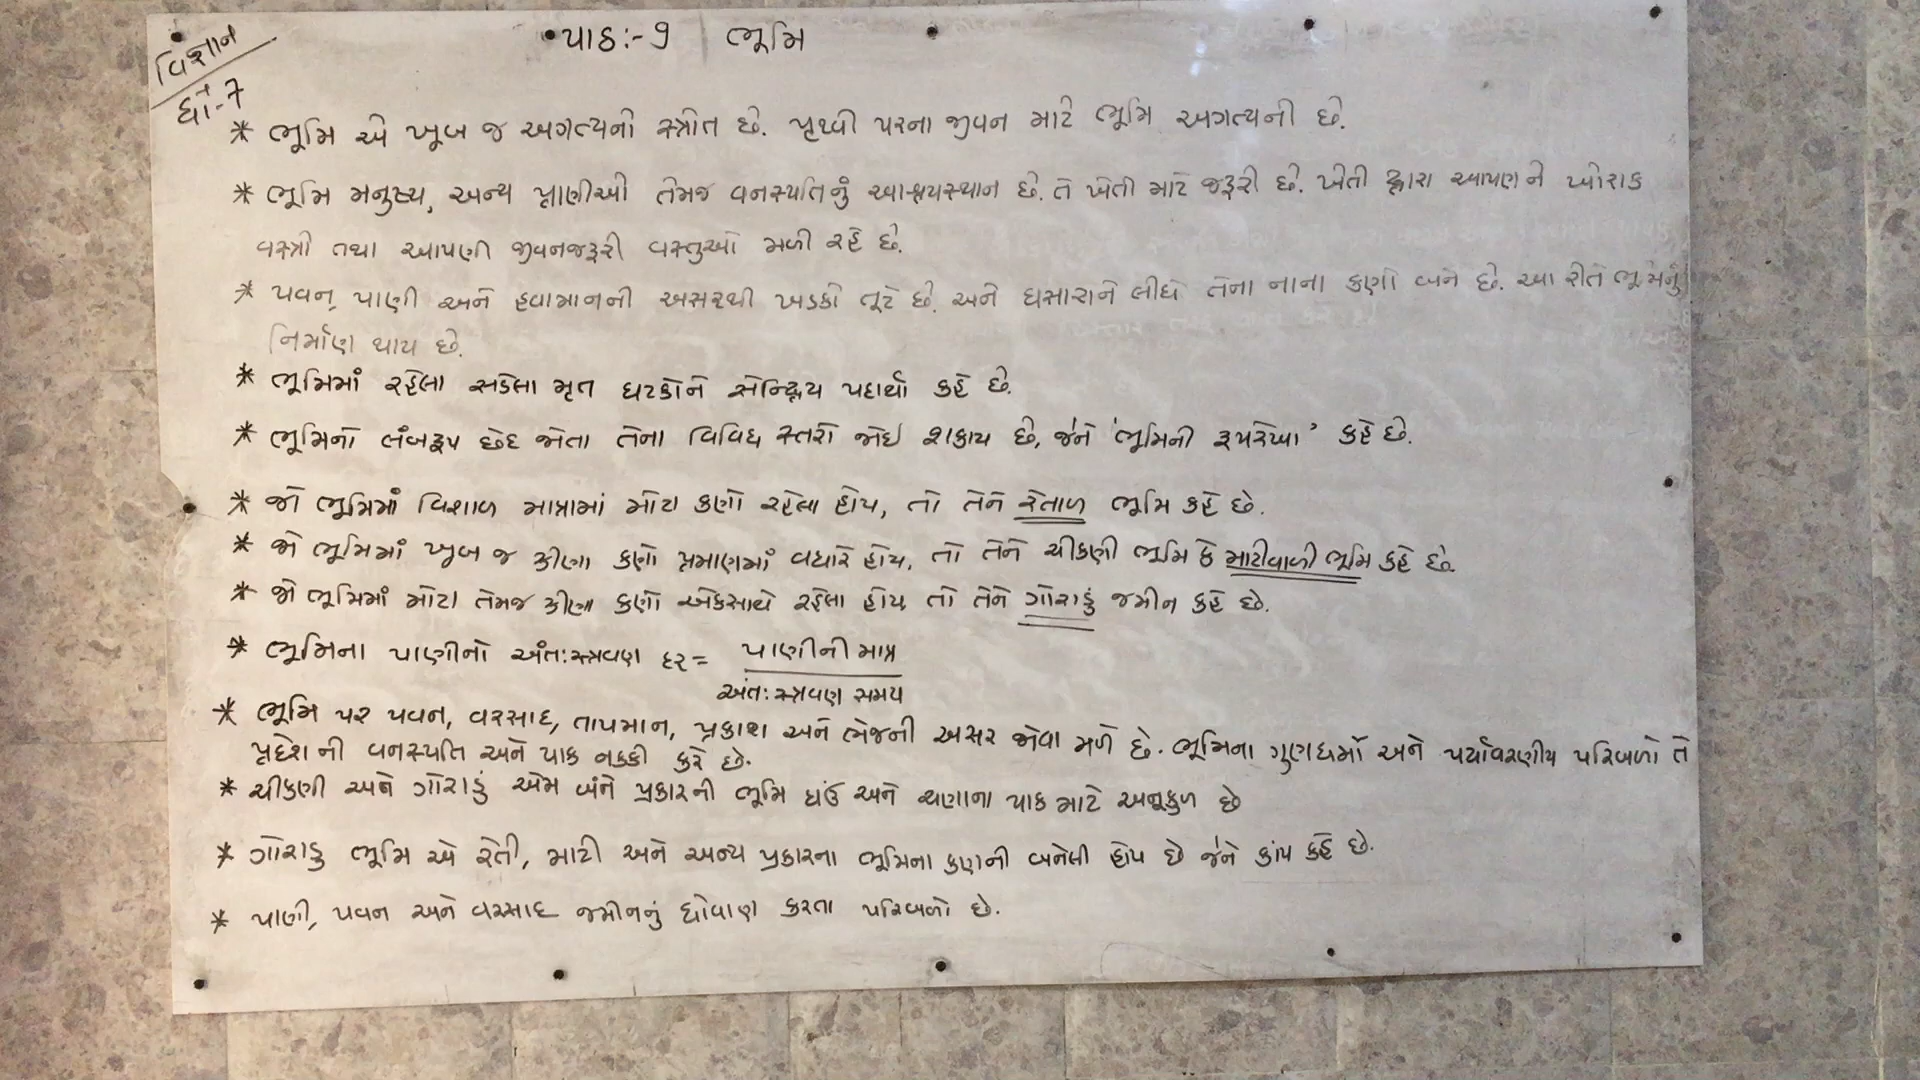 વિજ્ઞાન
ધો-7
પાઠ:- 9 ભૂમિ
* ભૂમિ એ ખૂબ જ અગત્યનો સ્ત્રોત છે. પૃથ્વી પરના જીવન માટે ભૂમિ અગત્યની છે.
* ભૂમિ મનુષ્ય, અન્ય પ્રાણીઓ તેમજ વનસ્પતિનું આશ્રયસ્થાન છે. તે ખેતી માટે જરૂરી છે. ખેતી દ્વારા આપણને ખોરાક
વસ્ત્રો તથા આપણી જીવનજરૂરી વસ્તુઓ મળી રહે છે.
* પવન, પાણી અને હવામાનની અસરથી ખડકો તૂટે છે. અને ઘસારાને લીધે તેના નાના કણો બને છે. આ રીતે ભૂમિનું
નિર્માણ થાય છે.
* ભૂમિમાં રહેલા સડેલા મૃત ઘટકોને સેન્દ્રિય પદાર્થો કહે છે.
* ભૂમિનો લંબરૂપ છેદ જોતા તેના વિવિધ સ્તરો જોઈ શકાય છે, જેને 'ભૂમિની રૂપરેખા' કહે છે.
* જો ભૂમિમાં વિશાળ માત્રામાં મોટા કણો રહેલા હોય, તો તેને રેતાળ ભૂમિ કહે છે.
* જો ભૂમિમાં ખૂબ જ ઝીણા કણો પ્રમાણમાં વધારે હોય, તો તેને ચીકણી ભૂમિ કે માટીવાળી ભૂમિ કહે છે.
* જો ભૂમિમાં મોટા તેમજ ઝીણા કણો એકસાથે રહેલા હોય તો તેને ગોરાડું જમીન કહે છે.
* ભૂમિના પાણીનો અંત:સ્ત્રવણ દર = પાણીની માત્રા
અંત:સ્ત્રવણ સમય
* ભૂમિ પર પવન, વરસાદ, તાપમાન, પ્રકાશ અને ભેજની અસર જોવા મળે છે. ભૂમિના ગુણધર્મો અને પર્યાવરણીય પરિબળો તે
પ્રદેશ ની વનસ્પતિ અને પાક નક્કી કરે છે.
* ચીકણી અને ગોરાડું એમ બંને પ્રકારની ભૂમિ ઘઉં અને ચણાના પાક માટે અનૂકુળ છે
* ગોરાડુ ભૂમિ એ રેતી, માટી અને અન્ય પ્રકારના ભૂમિના કણની બનેલી હોય છે જેને કાંપ કહે છે.
* પાણી, પવન અને વરસાદ જમીનનું ધોવાણ કરતા પરિબળો છે.